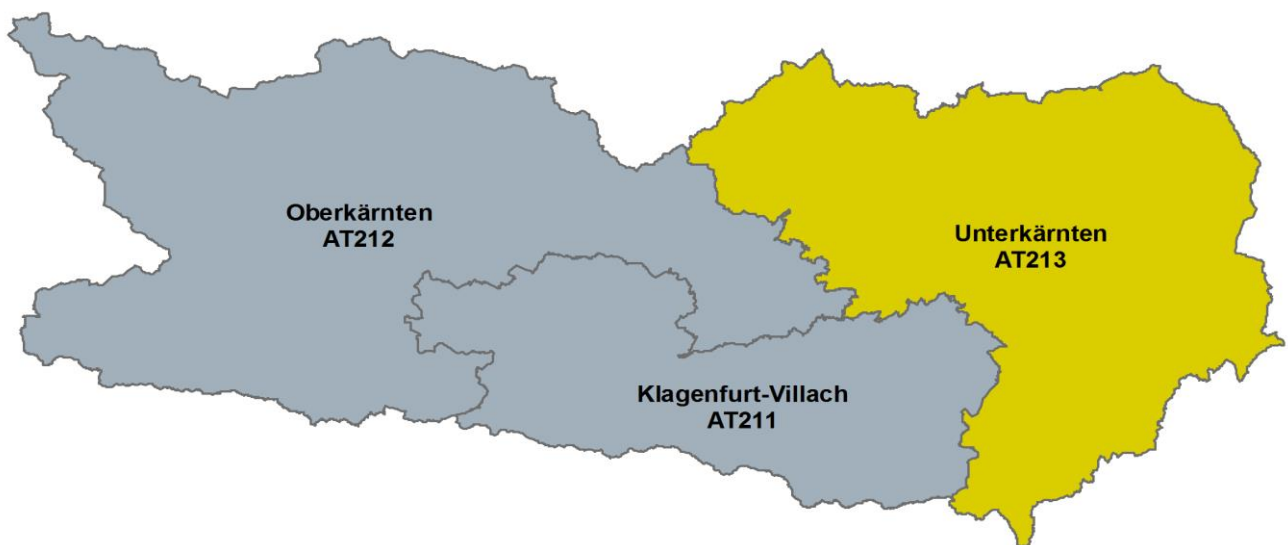 Oberkärnten
AT212
Unterkärnten
AT213
Klagenfurt-Villach
AT211